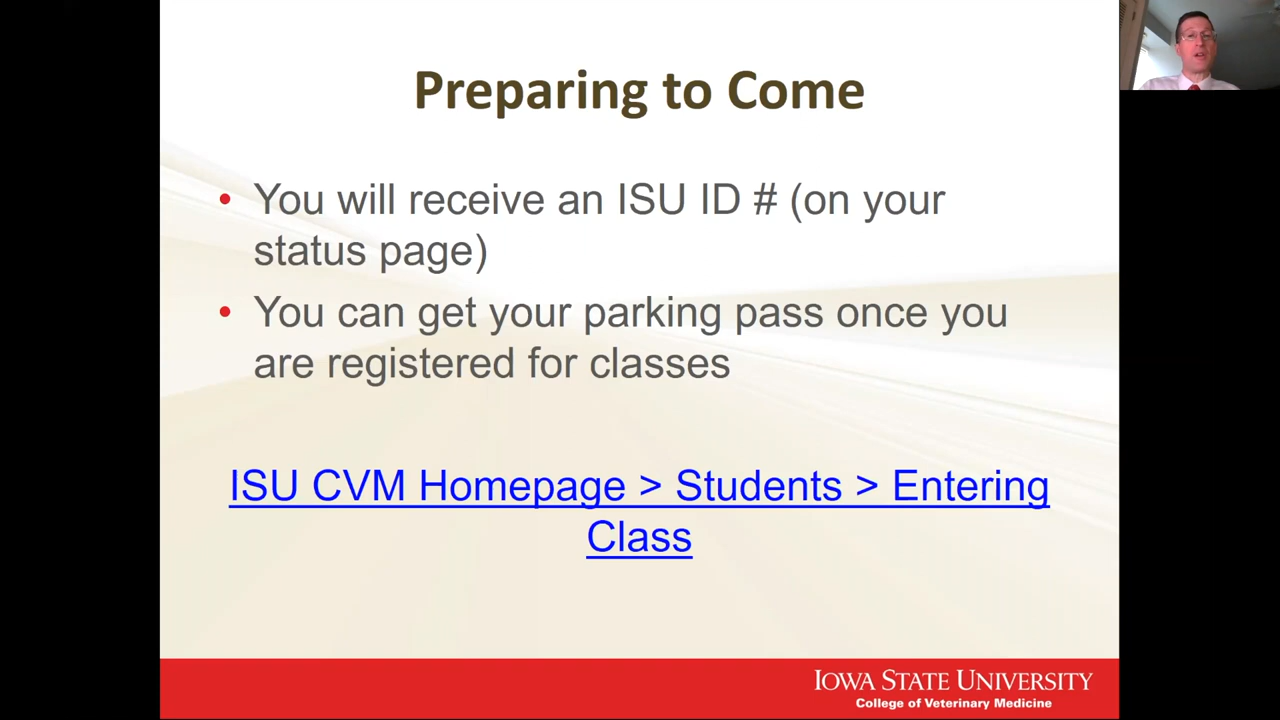 Preparing to Come
• You will receive an ISU ID # (on your
status page)
• You can get your parking pass once you
are registered for classes
ISU CVM Homepage > Students > Entering
Class
IOWA STATE UNIVERSITY
College of Veterinary Medicine